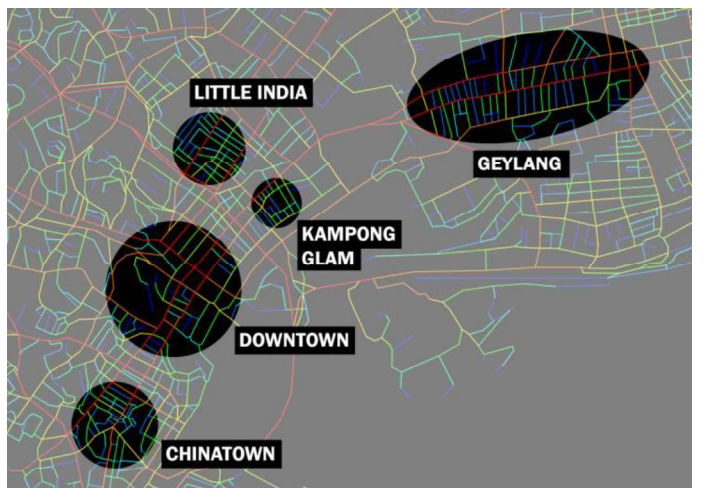 LITTLE INDIA
GEYLANG
KAMPONG
GLAM
DOWNTOWN
CHINATOWN